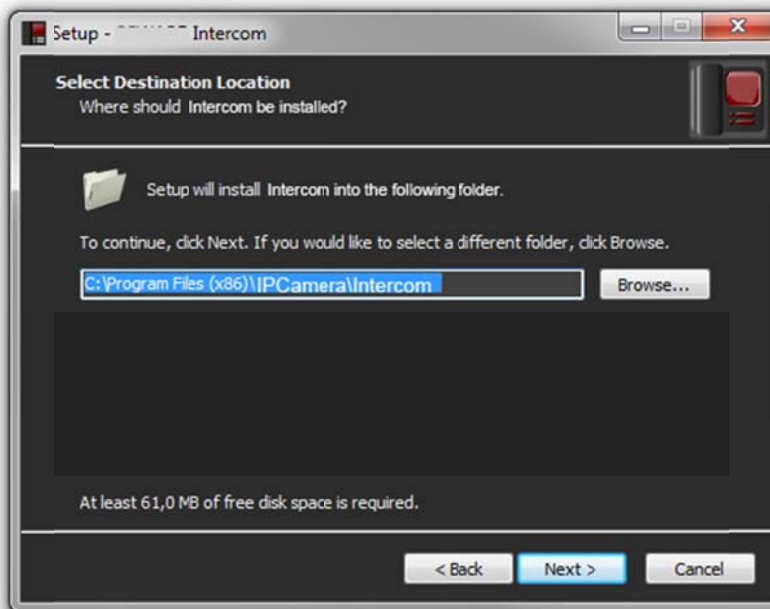 Setup - Intercom
Select Destination Location
Where should Intercom be installed?
Setup will install Intercom into the following folder.
To continue, click Next. If you would like to select a different folder, click Browse.
C:\Program Files (x86)\IPCamera\Intercom
Browse...
At least 61,0 MB of free disk space is required.
< Back
Next >
Cancel